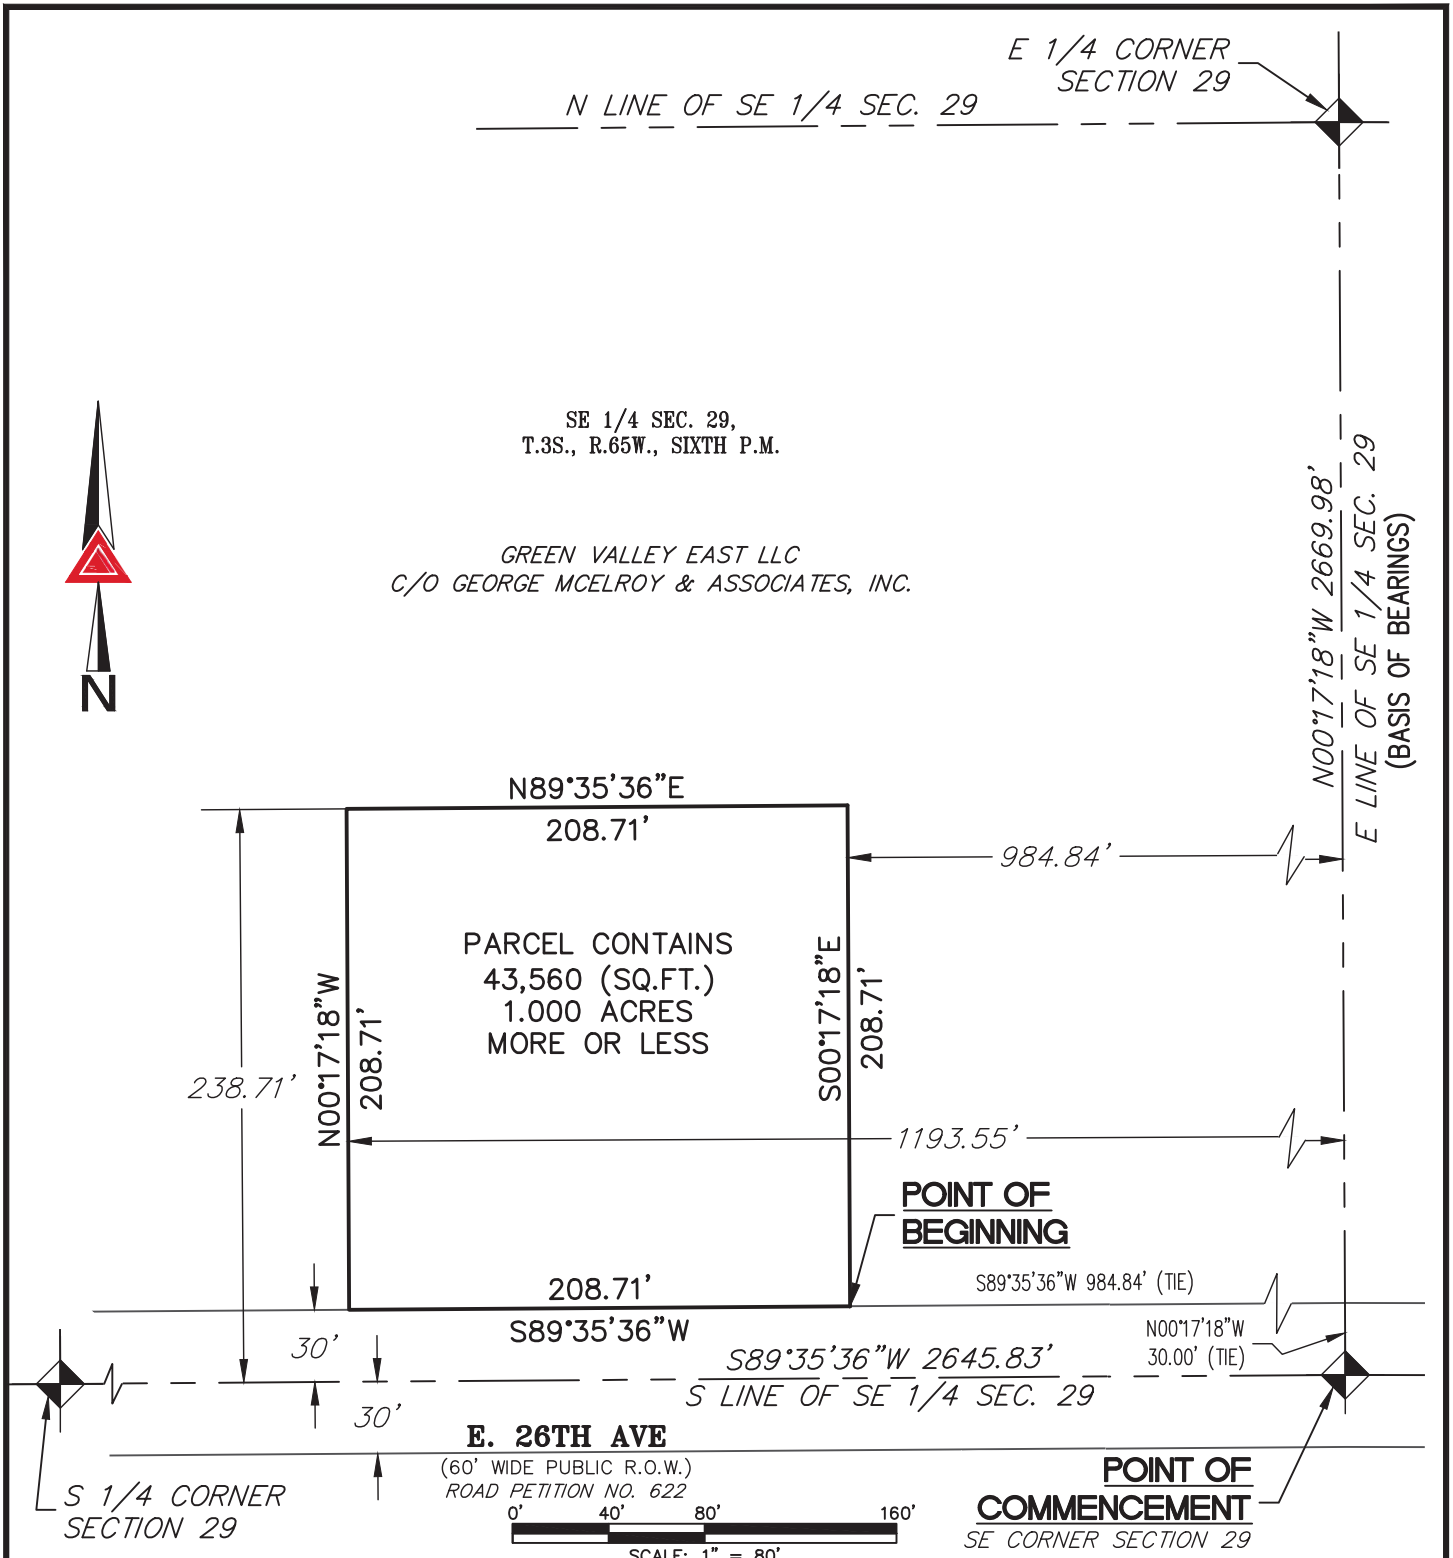 E 1/4 CORNER
SECTION 29
N LINE OF SE 1/4 SEC. 29
SE 1/4 SEC. 29,
T.3S., R.65W., SIXTH P.M.
GREEN VALLEY EAST LLC
C/O GEORGE MCELROY & ASSOCIATES, INC.
N
N00°17'18"W 2669.98'
E LINE OF SE 1/4 SEC. 29
(BASIS OF BEARINGS)
N89°35'36"E
208.71'
984.84'
PARCEL CONTAINS
43,560 (SQ.FT.)
1.000 ACRES
MORE OR LESS
N00°17'18"W
208.71'
S00°17'18"E
208.71'
238.71'
1193.55'
POINT OF
BEGINNING
208.71'
S89°35'36"W
S89°35'36"W 984.84' (TIE)
N00°17'18"W
30.00' (TIE)
30'
S89°35'36"W 2645.83'
S LINE OF SE 1/4 SEC. 29
30'
E. 26TH AVE
(60' WIDE PUBLIC R.O.W.)
ROAD PETITION NO. 622
S 1/4 CORNER
SECTION 29
POINT OF
COMMENCEMENT
SE CORNER SECTION 29
0' 40' 80' 160'
SCALE: 1" = 80'